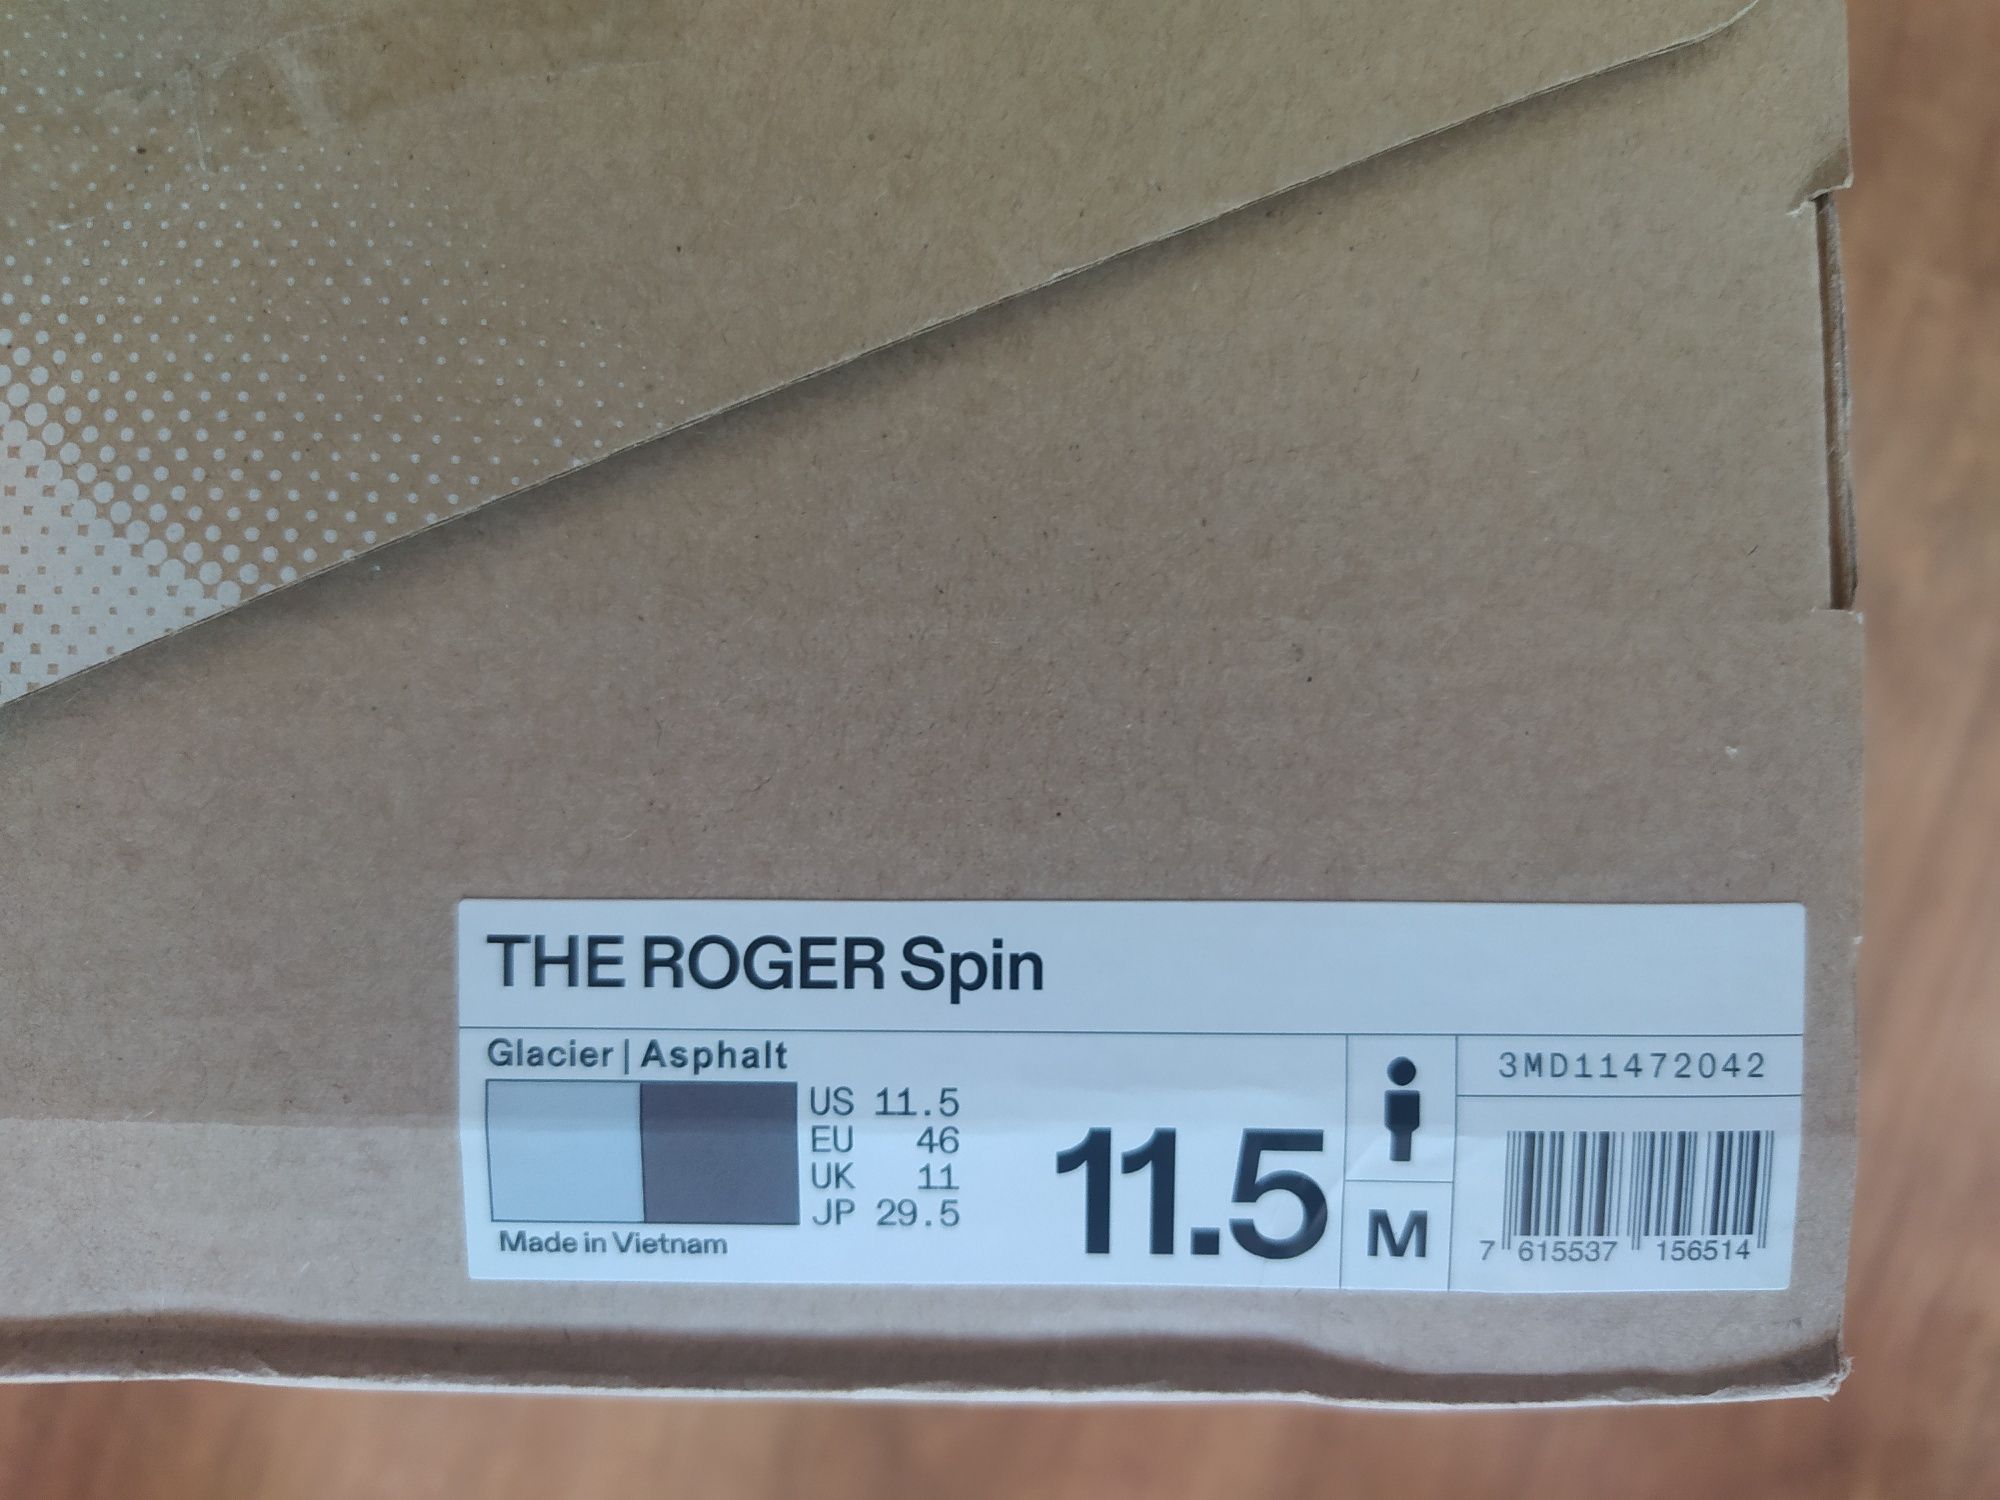 THE ROGER Spin
Glacier | Asphalt
US 11.5
EU 46
UK 11
JP 29.5
Made in Vietnam
11.5
M
3MD11472042
7 615537 156514